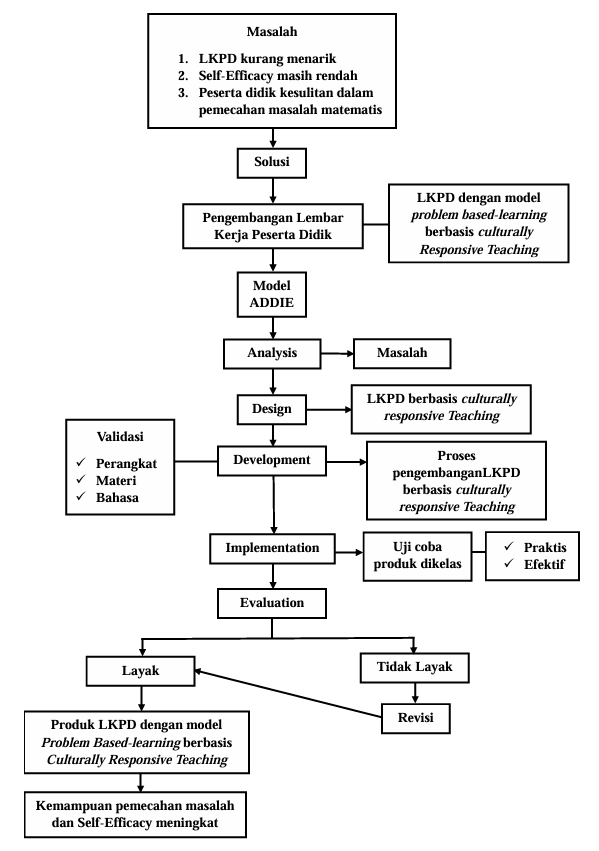 Masalah
1. LKPD kurang menarik
2. Self-Efficacy masih rendah
3. Peserta didik kesulitan dalam
pemecahan masalah matematis
Solusi
Pengembangan Lembar
Kerja Peserta Didik
LKPD dengan model
problem based-learning
berbasis culturally
Responsive Teaching
Model
ADDIE
Analysis
Masalah
Design
LKPD berbasis culturally
responsive Teaching
Validasi
✓ Perangkat
✓ Materi
✓ Bahasa
Development
Proses
pengembanganLKPD
berbasis culturally
responsive Teaching
Implementation
Uji coba
produk dikelas
✓ Praktis
✓ Efektif
Evaluation
Layak
Tidak Layak
Revisi
Produk LKPD dengan model
Problem Based-learning berbasis
Culturally Responsive Teaching
Kemampuan pemecahan masalah
dan Self-Efficacy meningkat